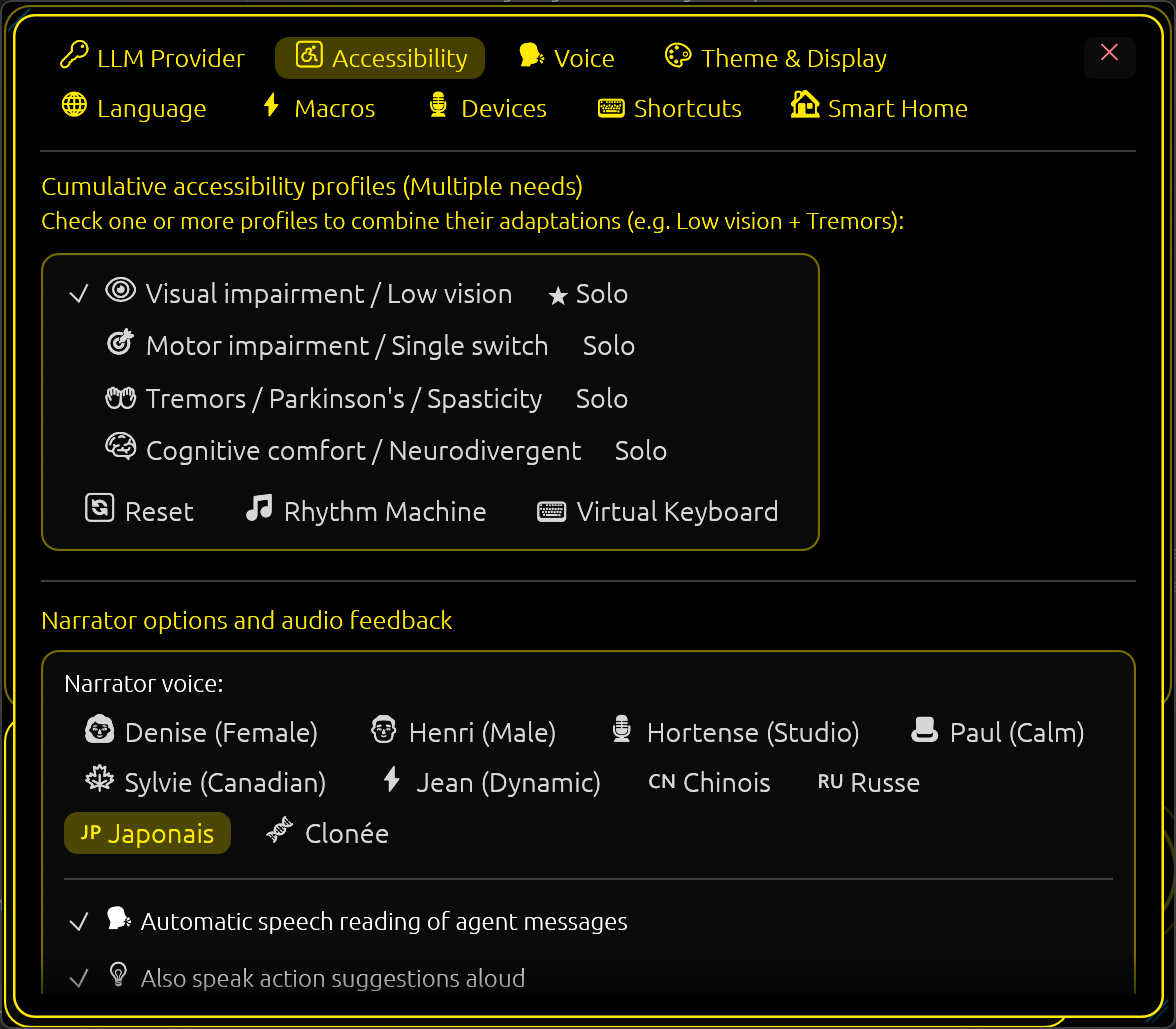 LLM Provider Accessibility Voice Theme & Display
Language Macros Devices Shortcuts Smart Home
Cumulative accessibility profiles (Multiple needs)
Check one or more profiles to combine their adaptations (e.g. Low vision + Tremors):
✓ Visual impairment / Low vision ★ Solo
Motor impairment / Single switch Solo
Tremors / Parkinson's / Spasticity Solo
Cognitive comfort / Neurodivergent Solo
Reset Rhythm Machine Virtual Keyboard
Narrator options and audio feedback
Narrator voice:
Denise (Female) Henri (Male) Hortense (Studio) Paul (Calm)
Sylvie (Canadian) Jean (Dynamic) CN Chinois RU Russe
JP Japonais Clonée
✓ Automatic speech reading of agent messages
✓ Also speak action suggestions aloud